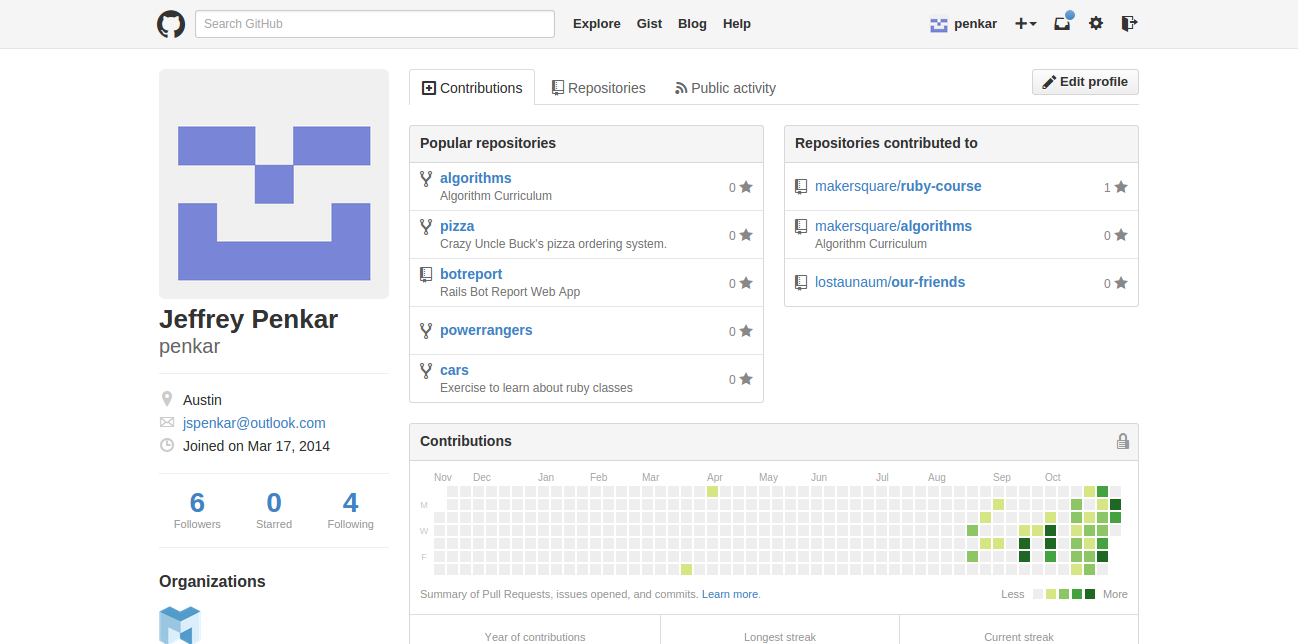 Search GitHub
Explore Gist Blog Help
penkar
Contributions Repositories Public activity
Edit profile
Jeffrey Penkar
penkar
Austin
jspenkar@outlook.com
Joined on Mar 17, 2014
6 0 4
Followers Starred Following
Organizations
Popular repositories
algorithms
Algorithm Curriculum
0
pizza
Crazy Uncle Buck's pizza ordering system.
0
botreport
Rails Bot Report Web App
0
powerrangers
0
cars
Exercise to learn about ruby classes
0
Repositories contributed to
makersquare/ruby-course
1
makersquare/algorithms
Algorithm Curriculum
0
lostaunaum/our-friends
0
Contributions
Nov Dec Jan Feb Mar Apr May Jun Jul Aug Sep Oct
M
W
F
Summary of Pull Requests, issues opened, and commits. Learn more.
Less More
Year of contributions Longest streak Current streak